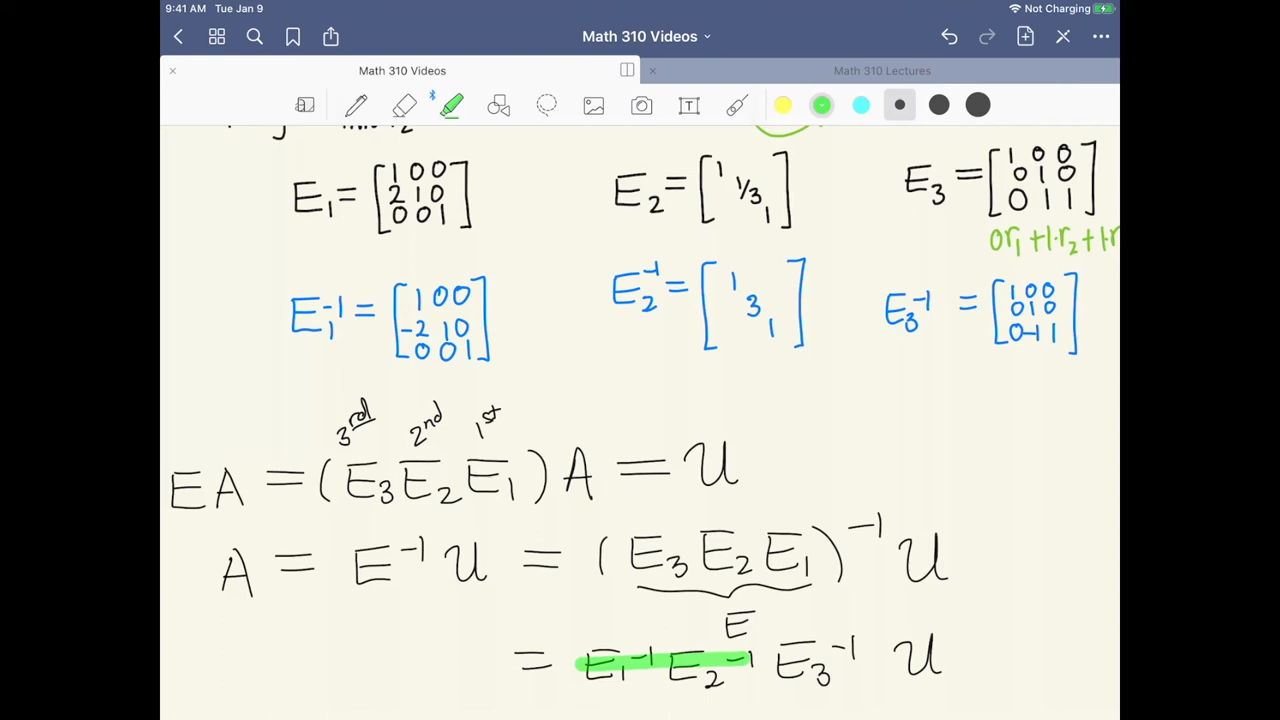 9:41 AM Tue Jan 9
Not Charging
Math 310 Videos
Math 310 Videos
Math 310 Lectures
E₁ = [1 0 0; 2 1 0; 0 0 1] E₂ = [1 1/3 1] E₃ = [1 0 0; 0 1 0; 0 1 1]
0r₁ + 1·r₂ + 1·r
E₁⁻¹ = [1 0 0; -2 1 0; 0 0 1] E₂⁻¹ = [1 3 1] E₃⁻¹ = [1 0 0; 0 1 0; 0 -1 1]
3rd 2nd 1st
EA = (E₃ E₂ E₁) A = U
A = E⁻¹ U = (E₃ E₂ E₁)⁻¹ U
E
= E₁⁻¹ E₂⁻¹ E₃⁻¹ U